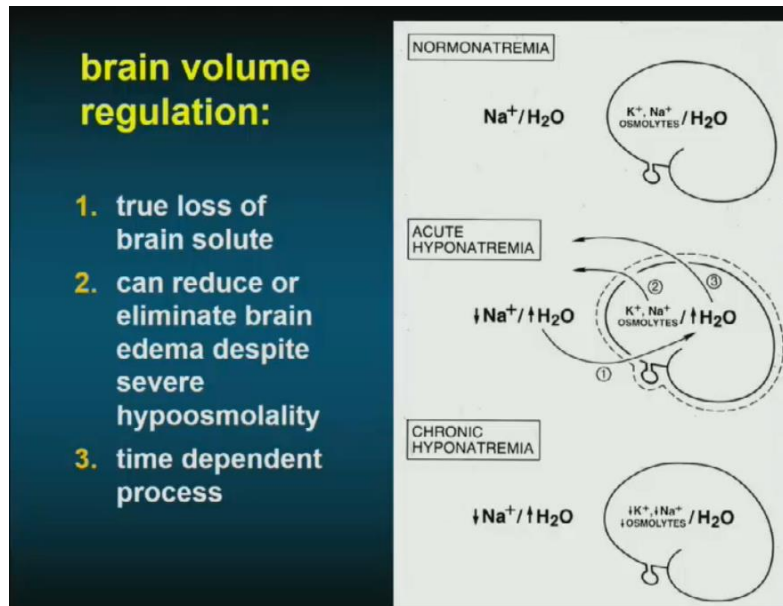 brain volume
regulation:
1. true loss of
brain solute
2. can reduce or
eliminate brain
edema despite
severe
hypoosmolality
3. time dependent
process
NORMONATREMIA
Na⁺/H₂O
K⁺, Na⁺
OSMOLYTES /H₂O
ACUTE
HYPONATREMIA
③
②
↓Na⁺/↑H₂O
K⁺, Na⁺
OSMOLYTES /↑H₂O
①
CHRONIC
HYPONATREMIA
↓Na⁺/↑H₂O
↓K⁺, ↓Na⁺
↓OSMOLYTES /H₂O